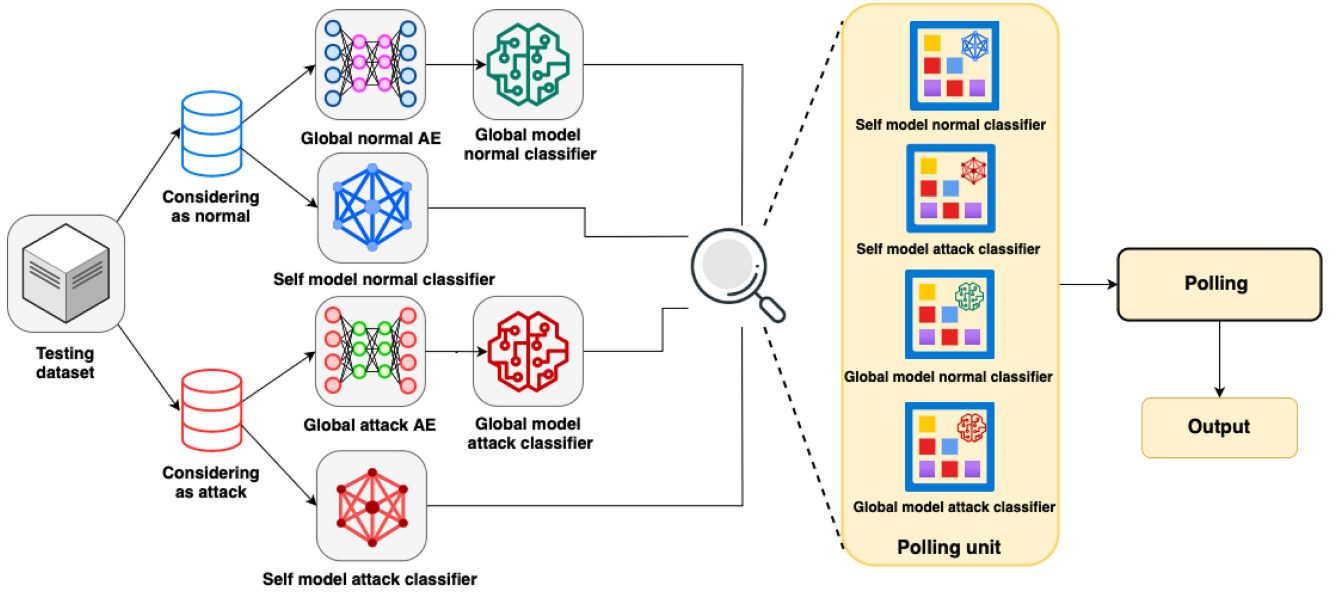 Testing
dataset
Considering
as normal
Considering
as attack
Global normal AE
Global model
normal classifier
Self model normal classifier
Global attack AE
Global model
attack classifier
Self model attack classifier
Self model normal classifier
Self model attack classifier
Global model normal classifier
Global model attack classifier
Polling unit
Polling
Output